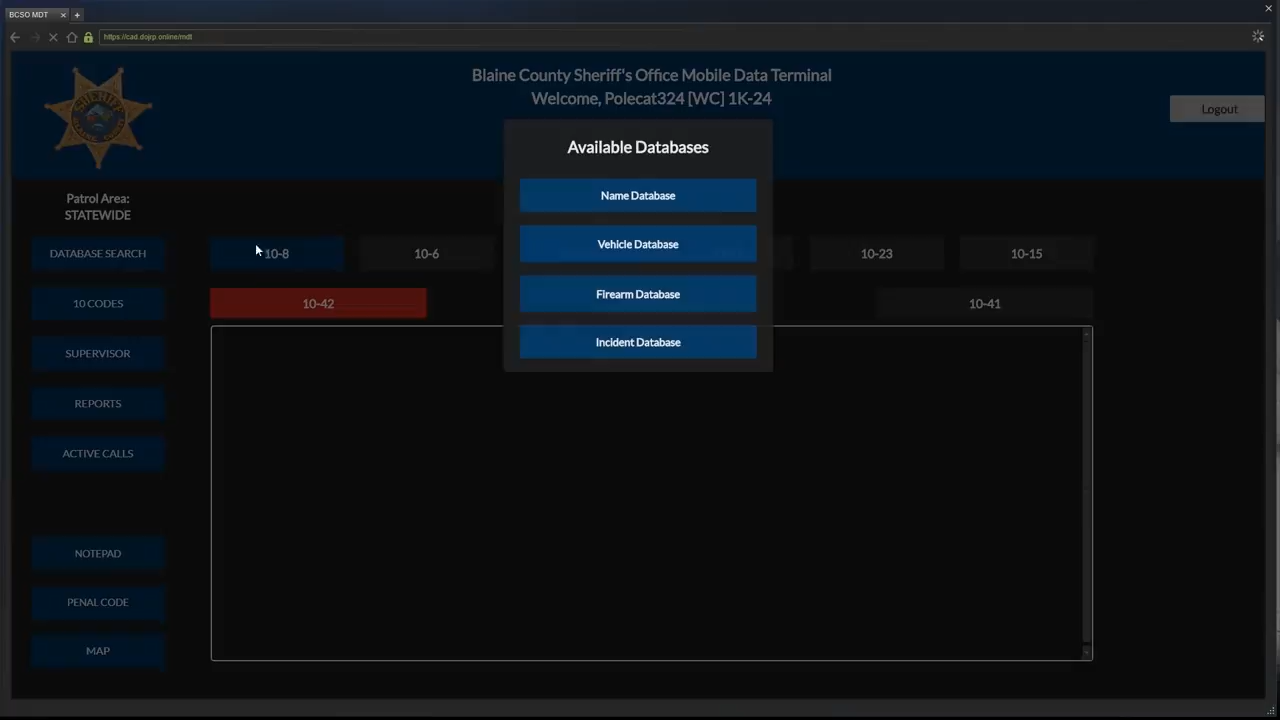 BCSO MDT
https://cad.dojrp.online/mdt
Blaine County Sheriff's Office Mobile Data Terminal
Welcome, Polecat324 [WC] 1K-24
Logout
SHERIFF
Available Databases
Name Database
Vehicle Database
Firearm Database
Incident Database
Patrol Area:
STATEWIDE
DATABASE SEARCH
10-8
10-6
10-23
10-15
10 CODES
10-42
10-41
SUPERVISOR
REPORTS
ACTIVE CALLS
NOTEPAD
PENAL CODE
MAP